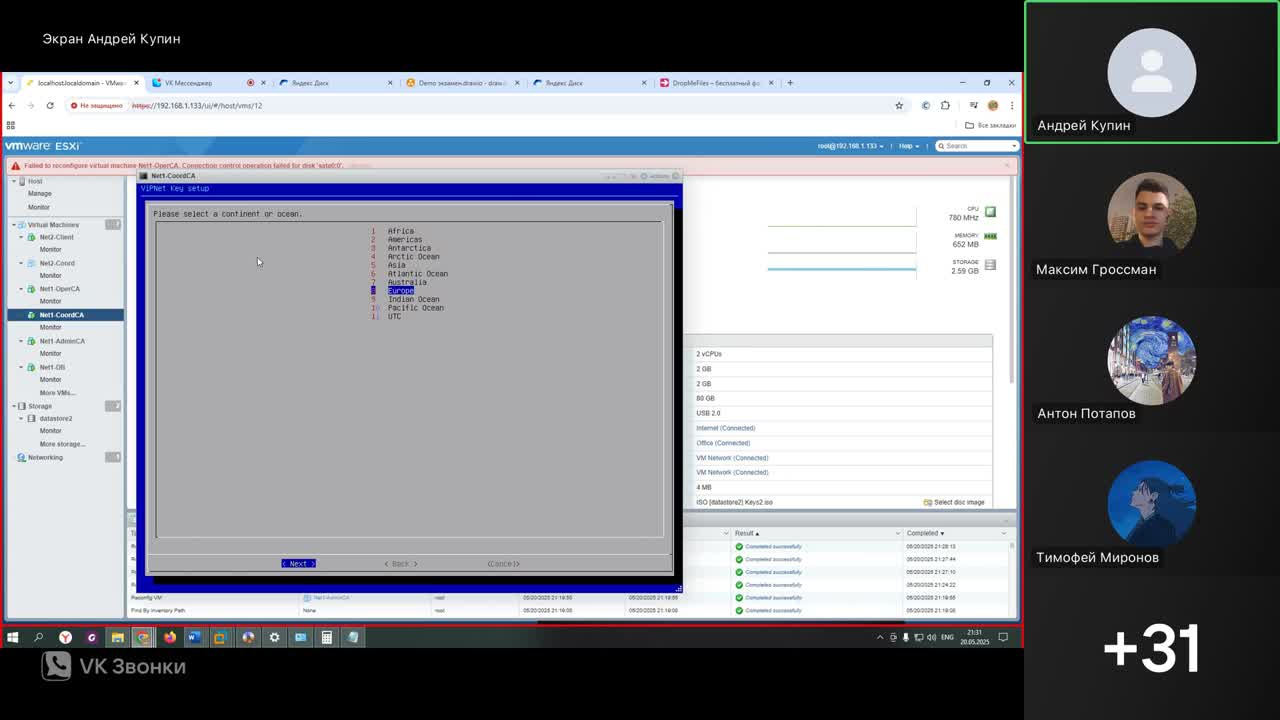 Экран Андрей Купин
localhost.localdomain - VMwa
VK Мессенджер
Яндекс Диск
Demo экзамен.drawio - draw
Яндекс Диск
DropMeFiles – бесплатный
Не защищено
https://192.168.1.133/ui/#/host/vms/12
Все закладки
vmware ESXi
root@192.168.1.133
Help
Search
Failed to reconfigure virtual machine Net1-OperCA. Connection control operation failed for disk 'sata0:0'.
Host
Manage
Monitor
Virtual Machines
Net2-Client
Monitor
Net2-Coord
Monitor
Net1-OperCA
Monitor
Net1-CoordCA
Monitor
Net1-AdminCA
Monitor
Net1-DB
Monitor
More VMs...
Storage
datastore2
Monitor
More storage...
Networking
Net1-CoordCA
Actions
ViPNet Key setup
Please select a continent or ocean.
1 Africa
2 Americas
3 Antarctica
4 Arctic Ocean
5 Asia
6 Atlantic Ocean
7 Australia
8 Europe
9 Indian Ocean
10 Pacific Ocean
11 UTC
< Next >
< Back >
<Cancel>
CPU
780 MHz
MEMORY
652 MB
STORAGE
2.59 GB
2 vCPUs
2 GB
2 GB
80 GB
USB 2.0
Internet (Connected)
Office (Connected)
VM Network (Connected)
VM Network (Connected)
4 MB
ISO [datastore2] Keys2.iso
Select disc image
Result
Completed
Completed successfully 05/20/2025 21:28:13
Completed successfully 05/20/2025 21:27:44
Completed successfully 05/20/2025 21:27:10
Completed successfully 05/20/2025 21:24:22
Reconfig VM Net1-AdminCA root 05/20/2025 21:19:55 05/20/2025 21:19:55 Completed successfully 05/20/2025 21:19:55
Find By Inventory Path None root 05/20/2025 21:19:06 05/20/2025 21:19:06 Completed successfully 05/20/2025 21:19:06
ENG
21:31
20.05.2025
VK Звонки
Андрей Купин
Максим Гроссман
Антон Потапов
Тимофей Миронов
+31